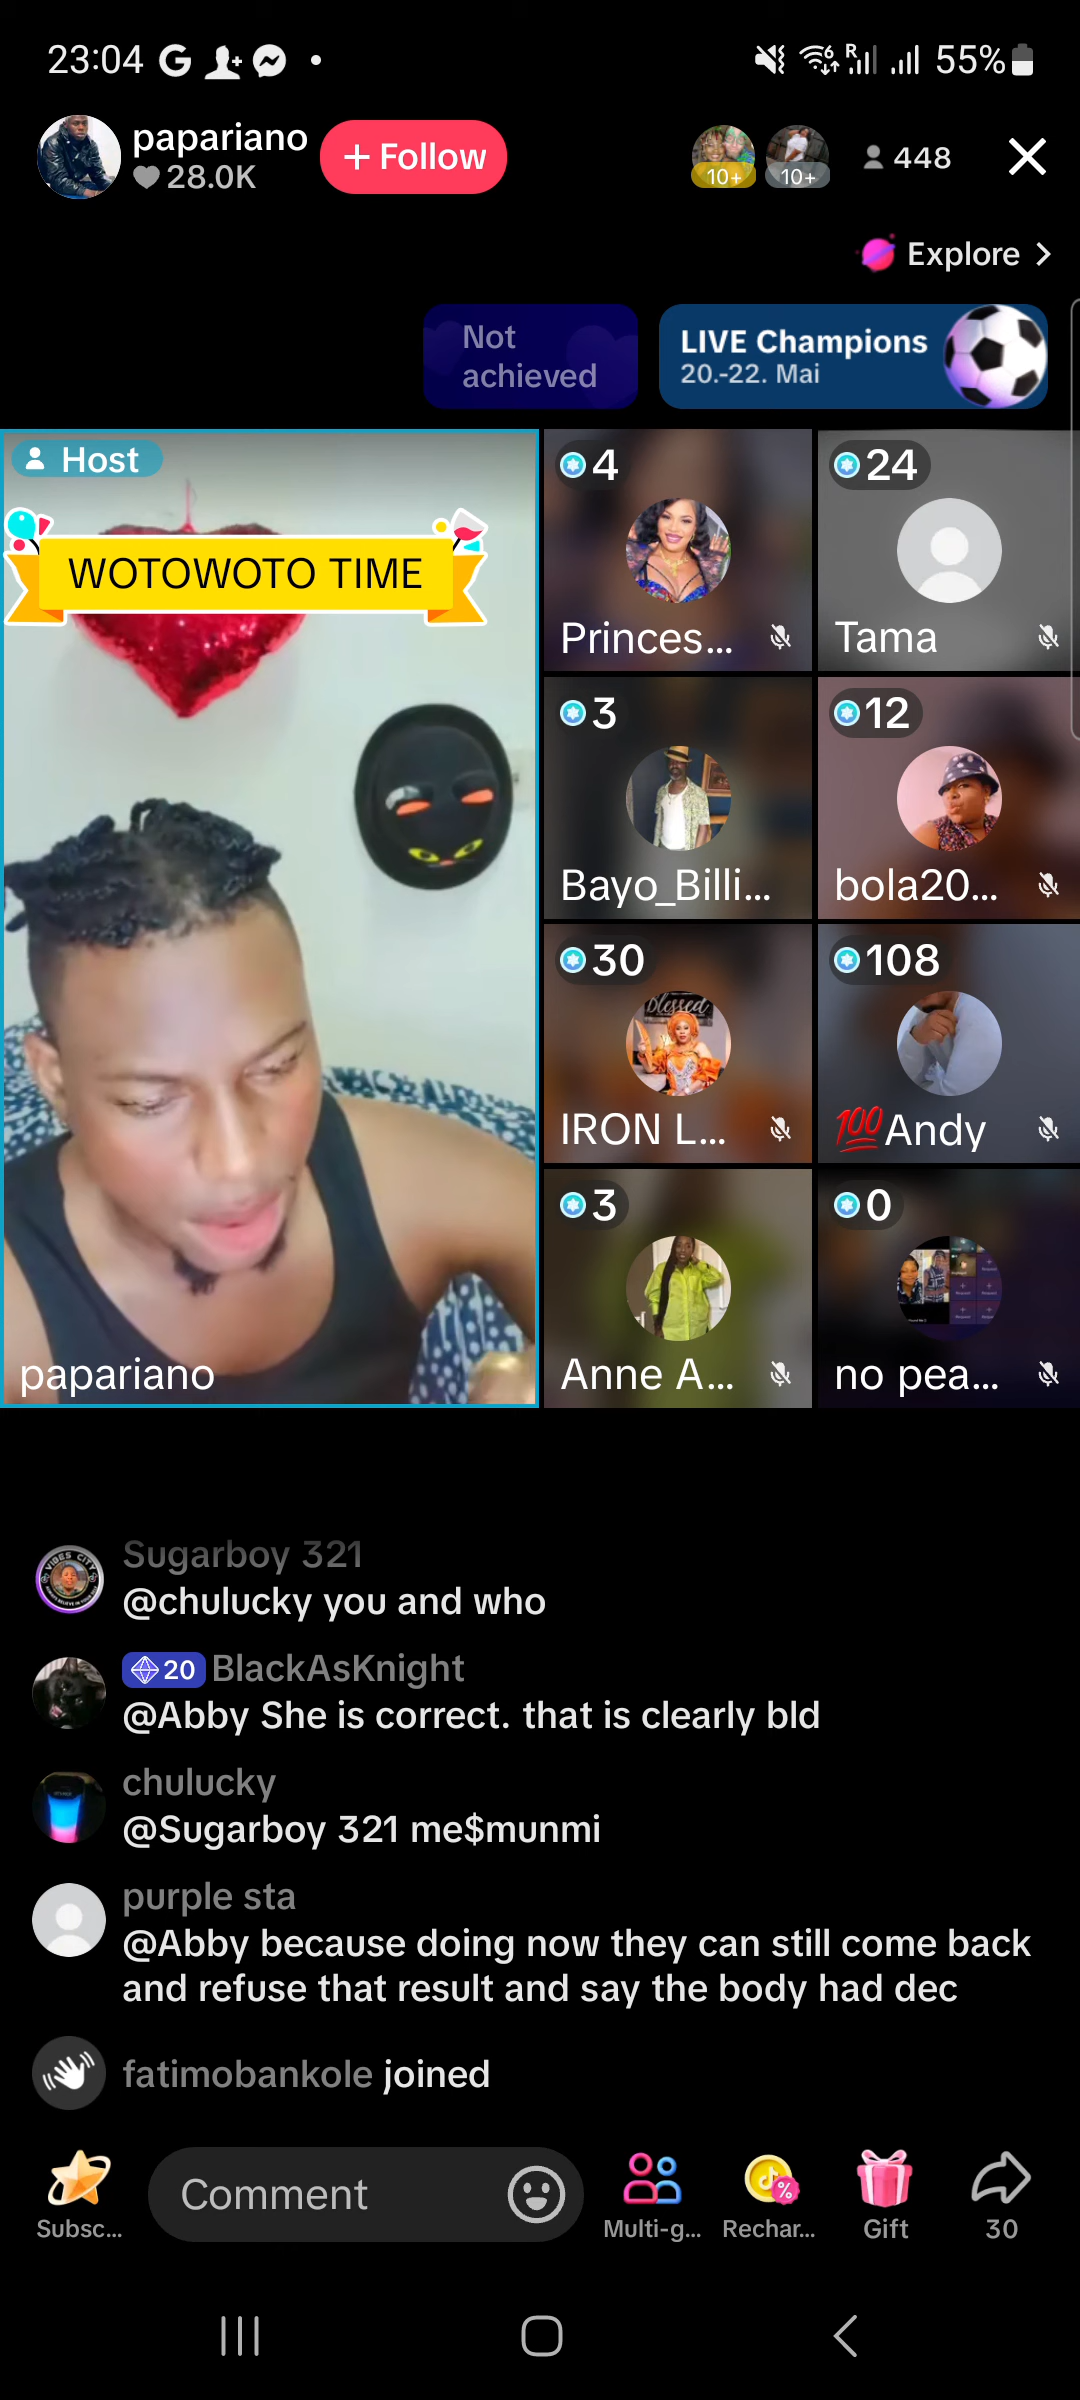 23:04
55%
papariano
28.0K
+ Follow
10+
10+
448
Explore >
Not
achieved
LIVE Champions
20.-22. Mai
Host
WOTOWOTO TIME
papariano
4
Princes...
24
Tama
3
Bayo_Billi...
12
bola20...
30
Blessed
IRON L...
108
💯Andy
3
Anne A...
0
no pea...
Sugarboy 321
@chulucky you and who
20 BlackAsKnight
@Abby She is correct. that is clearly bld
chulucky
@Sugarboy 321 me$munmi
purple sta
@Abby because doing now they can still come back
and refuse that result and say the body had dec
fatimobankole joined
Comment
Subsc...
Multi-g...
Rechar...
Gift
30